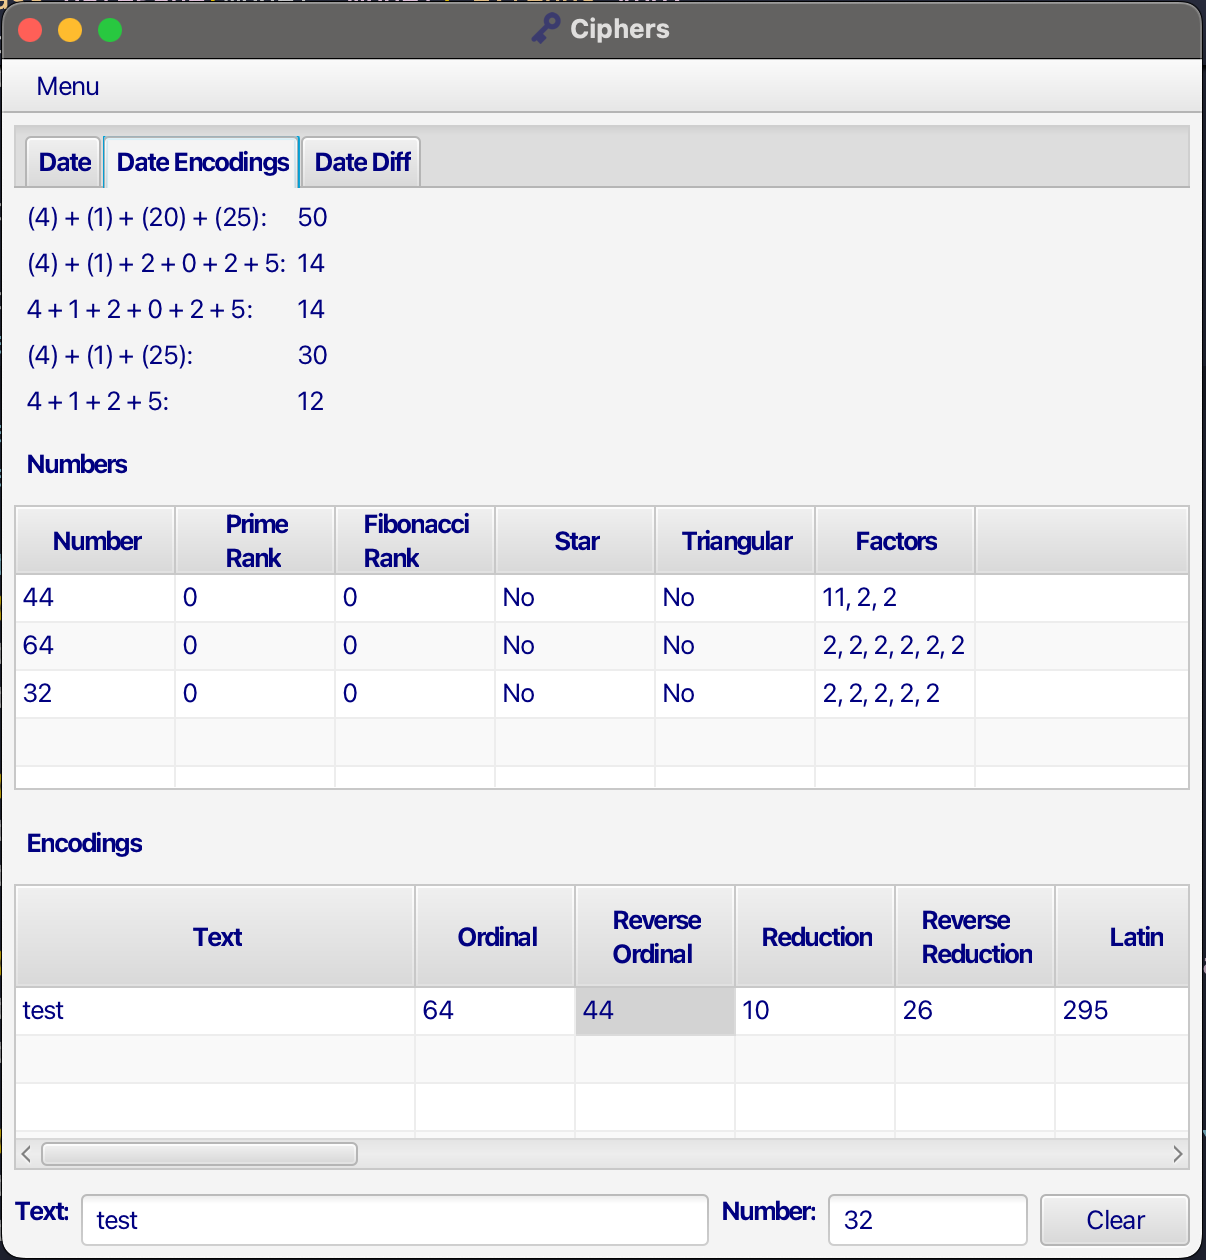 Ciphers
Menu
Date Date Encodings Date Diff
(4) + (1) + (20) + (25): 50
(4) + (1) + 2 + 0 + 2 + 5: 14
4 + 1 + 2 + 0 + 2 + 5: 14
(4) + (1) + (25): 30
4 + 1 + 2 + 5: 12
Numbers
Number Prime Rank Fibonacci Rank Star Triangular Factors
44 0 0 No No 11, 2, 2
64 0 0 No No 2, 2, 2, 2, 2, 2
32 0 0 No No 2, 2, 2, 2, 2
Encodings
Text Ordinal Reverse Ordinal Reduction Reverse Reduction Latin
test 64 44 10 26 295
Text: test Number: 32 Clear